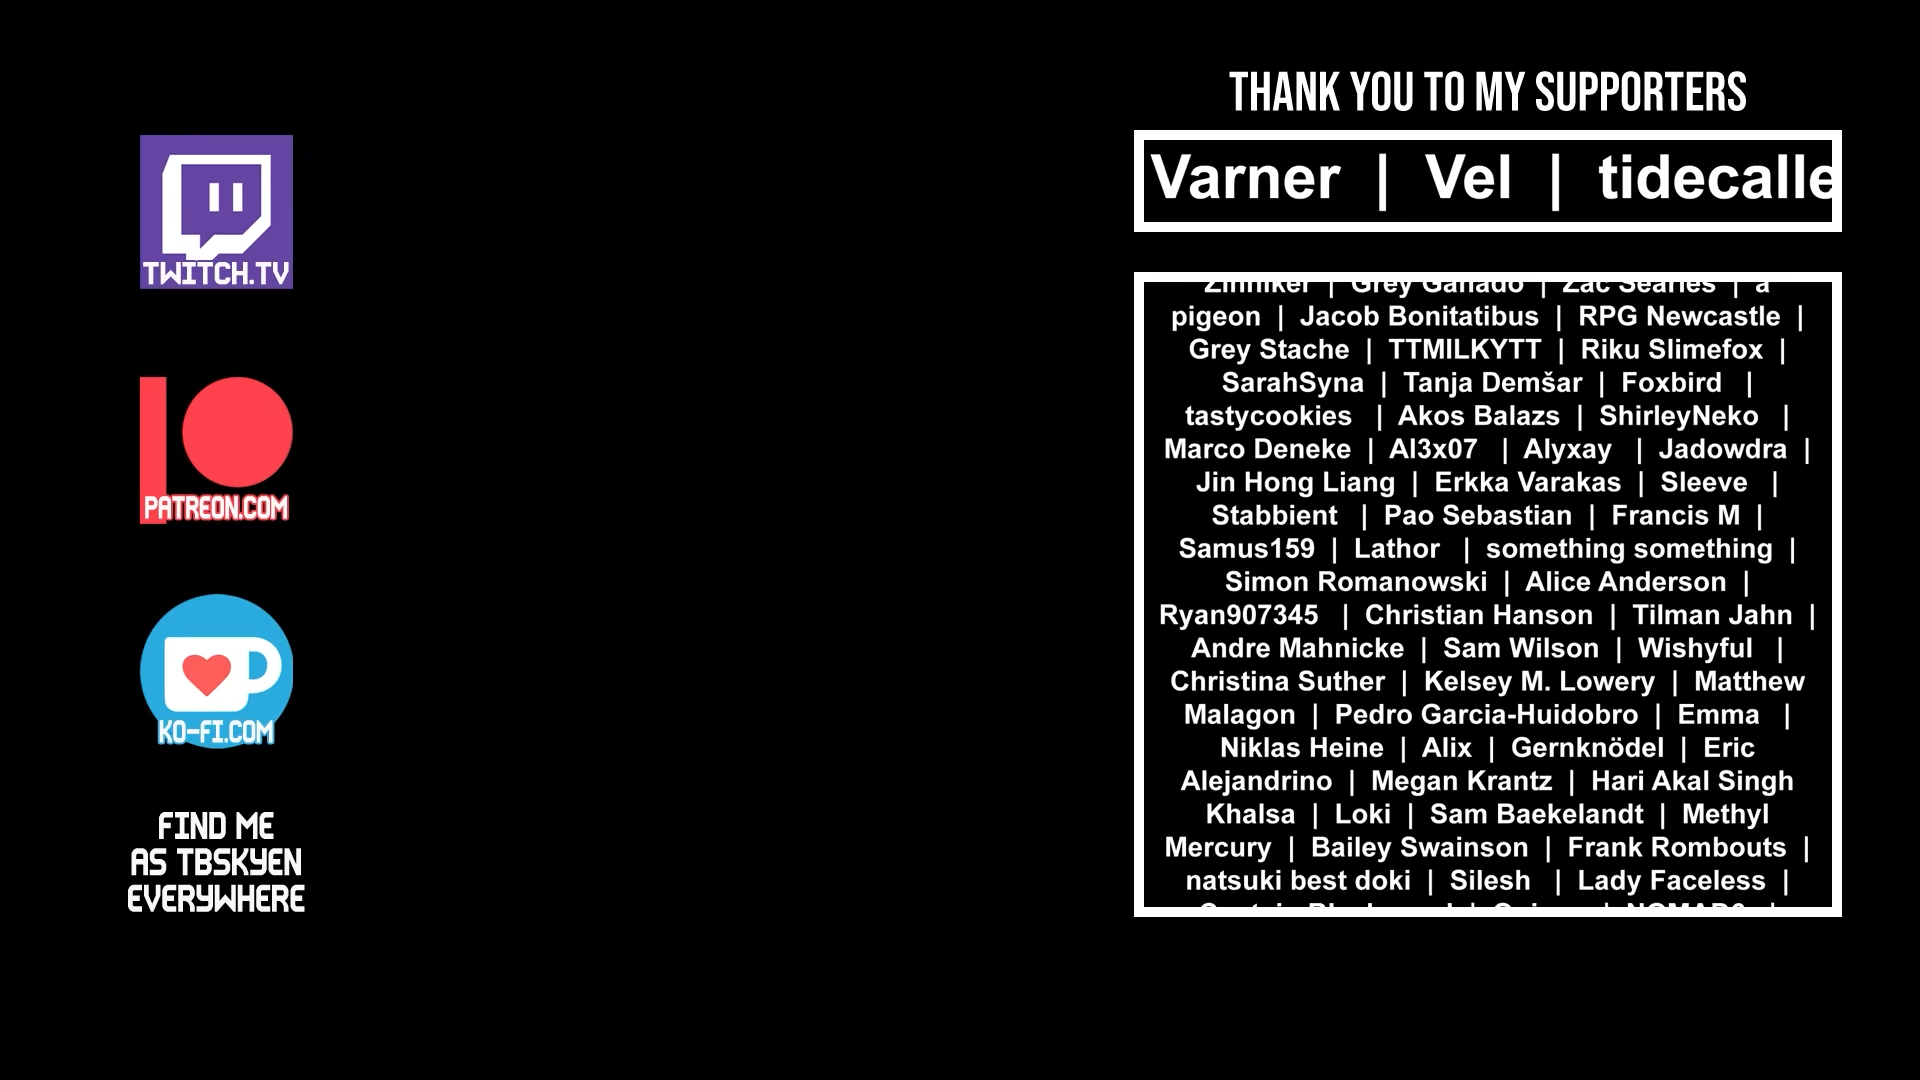 THANK YOU TO MY SUPPORTERS
Varner | Vel | tidecalle
TWITCH.TV
PATREON.COM
KO-FI.COM
FIND ME
AS TBSKYEN
EVERYWHERE
Zinniker | Grey Ganado | Zac Searles | a
pigeon | Jacob Bonitatibus | RPG Newcastle |
Grey Stache | TTMILKYTT | Riku Slimefox |
SarahSyna | Tanja Demšar | Foxbird |
tastycookies | Akos Balazs | ShirleyNeko |
Marco Deneke | Al3x07 | Alyxay | Jadowdra |
Jin Hong Liang | Erkka Varakas | Sleeve |
Stabbient | Pao Sebastian | Francis M |
Samus159 | Lathor | something something |
Simon Romanowski | Alice Anderson |
Ryan907345 | Christian Hanson | Tilman Jahn |
Andre Mahnicke | Sam Wilson | Wishyful |
Christina Suther | Kelsey M. Lowery | Matthew
Malagon | Pedro Garcia-Huidobro | Emma |
Niklas Heine | Alix | Gernknödel | Eric
Alejandrino | Megan Krantz | Hari Akal Singh
Khalsa | Loki | Sam Baekelandt | Methyl
Mercury | Bailey Swainson | Frank Rombouts |
natsuki best doki | Silesh | Lady Faceless |